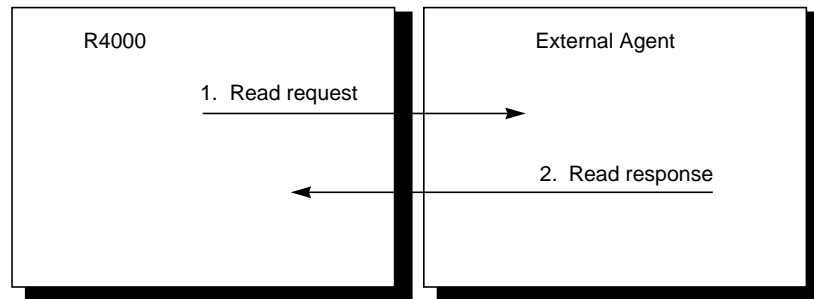 R4000
External Agent
1. Read request
2. Read response